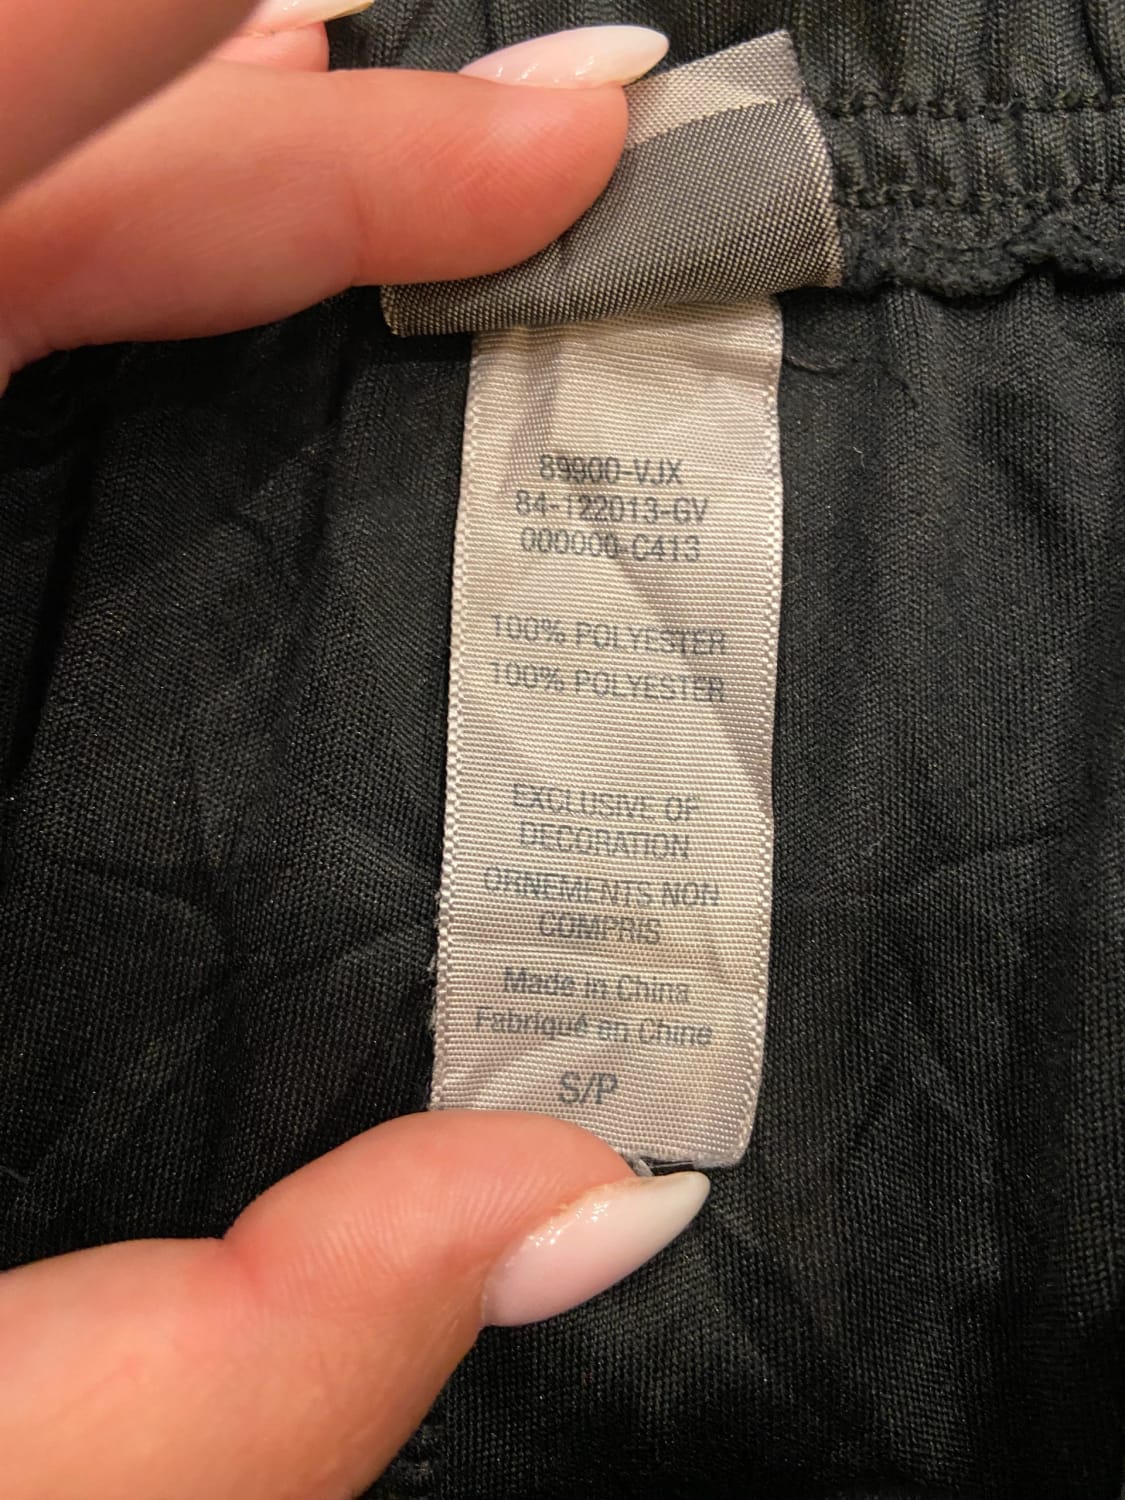 89900-VJX
84-122013-GV
000000-C413
100% POLYESTER
100% POLYESTER
EXCLUSIVE OF
DECORATION
ORNEMENTS NON
COMPRIS
Made in China
Fabriqué en Chine
S/P